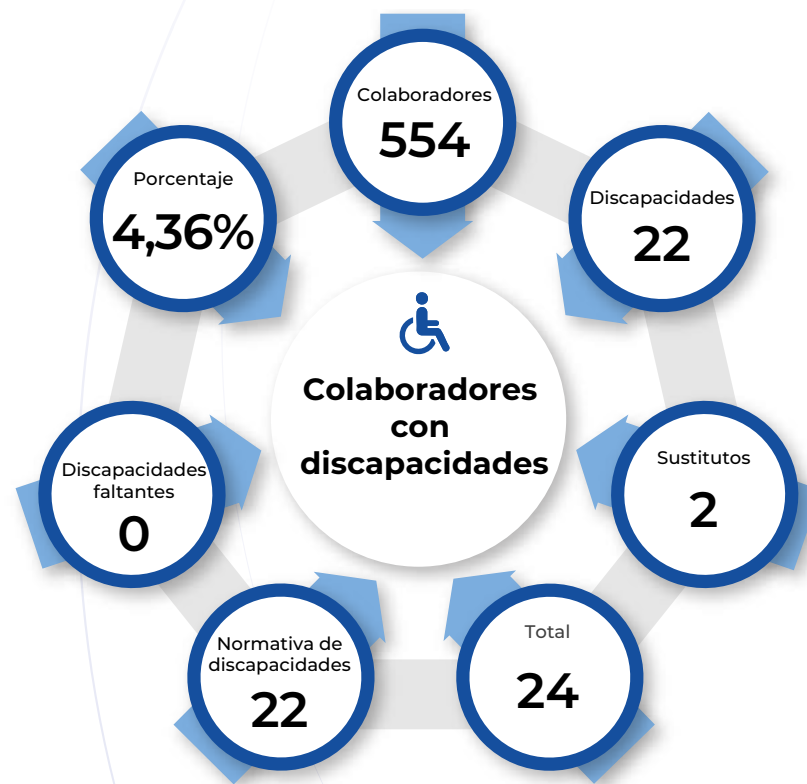 Colaboradores
554
Discapacidades
22
Sustitutos
2
Total
24
Normativa de
discapacidades
22
Discapacidades
faltantes
0
Porcentaje
4,36%
Colaboradores
con
discapacidades